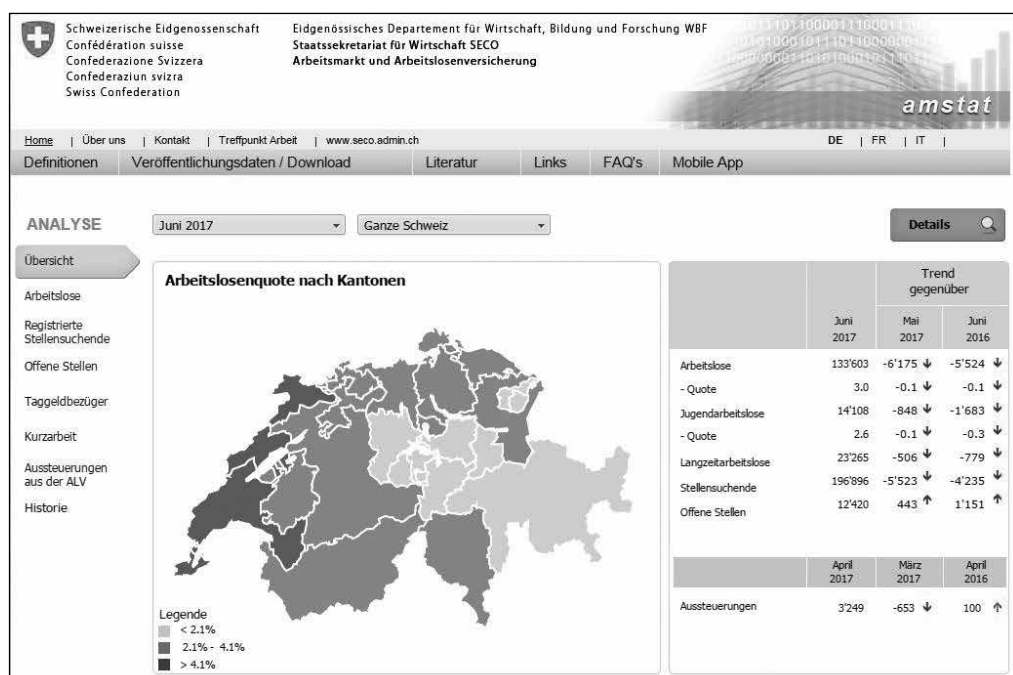 Schweizerische Eidgenossenschaft
Confédération suisse
Confederazione Svizzera
Confederaziun svizra
Swiss Confederation
Eidgenössisches Departement für Wirtschaft, Bildung und Forschung WBF
Staatssekretariat für Wirtschaft SECO
Arbeitsmarkt und Arbeitslosenversicherung
amstat
Home | Über uns | Kontakt | Treffpunkt Arbeit | www.seco.admin.ch DE | FR | IT |
Definitionen Veröffentlichungsdaten / Download Literatur Links FAQ's Mobile App
ANALYSE Juni 2017 Ganze Schweiz Details
Übersicht
Arbeitslose
Registrierte
Stellensuchende
Offene Stellen
Taggeldbezüger
Kurzarbeit
Aussteuerungen
aus der ALV
Historie
Arbeitslosenquote nach Kantonen
Legende
< 2.1%
2.1% - 4.1%
> 4.1%
Trend
gegenüber
Juni Mai Juni
2017 2017 2016
Arbeitslose 133'603 -6'175 ↓ -5'524 ↓
- Quote 3.0 -0.1 ↓ -0.1 ↓
Jugendarbeitslose 14'108 -848 ↓ -1'683 ↓
- Quote 2.6 -0.1 ↓ -0.3 ↓
Langzeitarbeitslose 23'265 -506 ↓ -779 ↓
Stellensuchende 196'896 -5'523 ↓ -4'235 ↓
Offene Stellen 12'420 443 ↑ 1'151 ↑
April März April
2017 2017 2016
Aussteuerungen 3'249 -653 ↓ 100 ↑